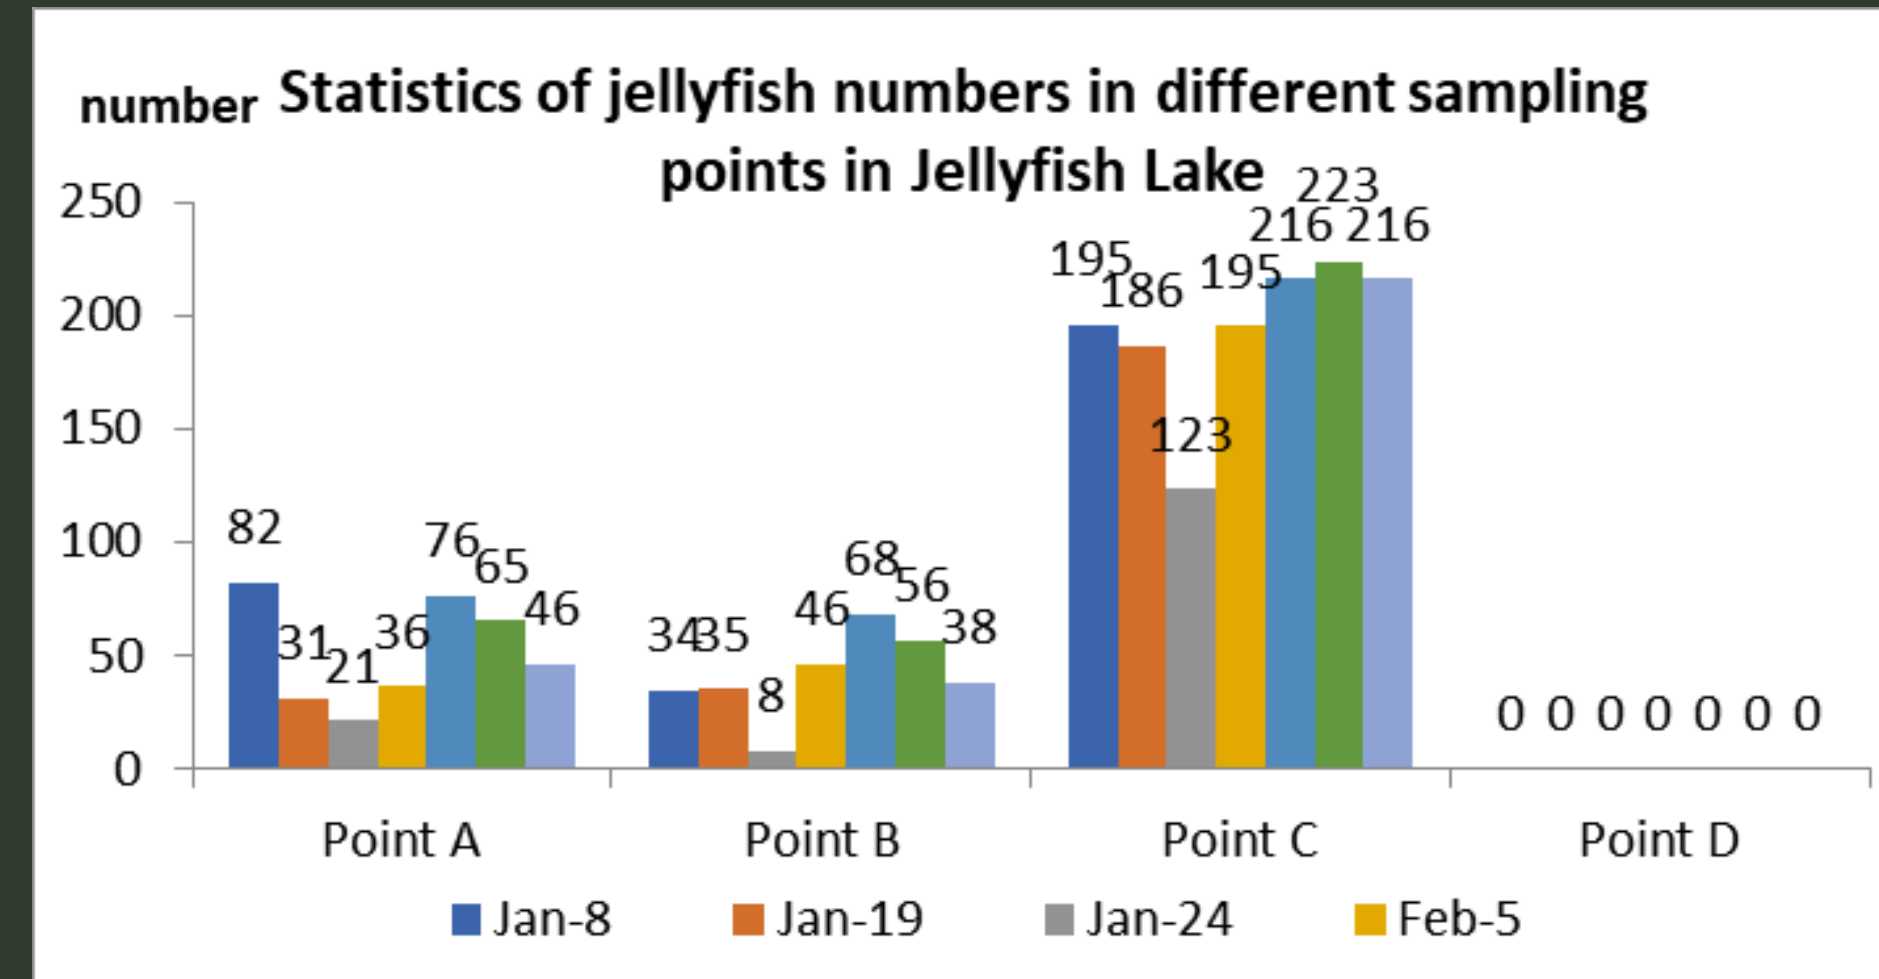 number Statistics of jellyfish numbers in different sampling
points in Jellyfish Lake
250
200
150
100
50
0
82 31 21 36 76 65 46
34 35 8 46 68 56 38
195 186 123 195 216 223 216
0 0 0 0 0 0 0
Point A Point B Point C Point D
Jan-8 Jan-19 Jan-24 Feb-5